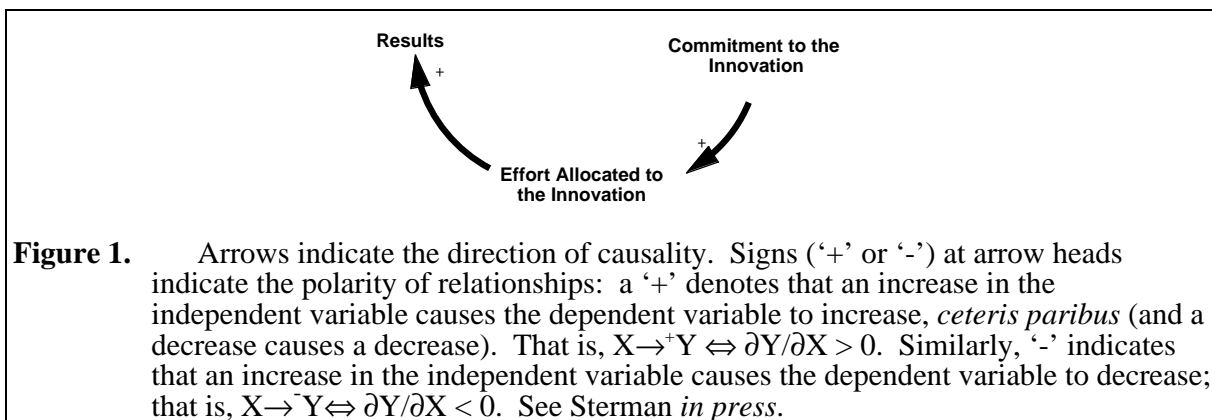 Results
+
Commitment to the
Innovation
+
Effort Allocated to
the Innovation
Figure 1. Arrows indicate the direction of causality. Signs (‘+’ or ‘-’) at arrow heads
indicate the polarity of relationships: a ‘+’ denotes that an increase in the
independent variable causes the dependent variable to increase, ceteris paribus (and a
decrease causes a decrease). That is, X→⁺Y ⇔ ∂Y/∂X > 0. Similarly, ‘-’ indicates
that an increase in the independent variable causes the dependent variable to decrease;
that is, X→⁻Y⇔ ∂Y/∂X < 0. See Sterman in press.